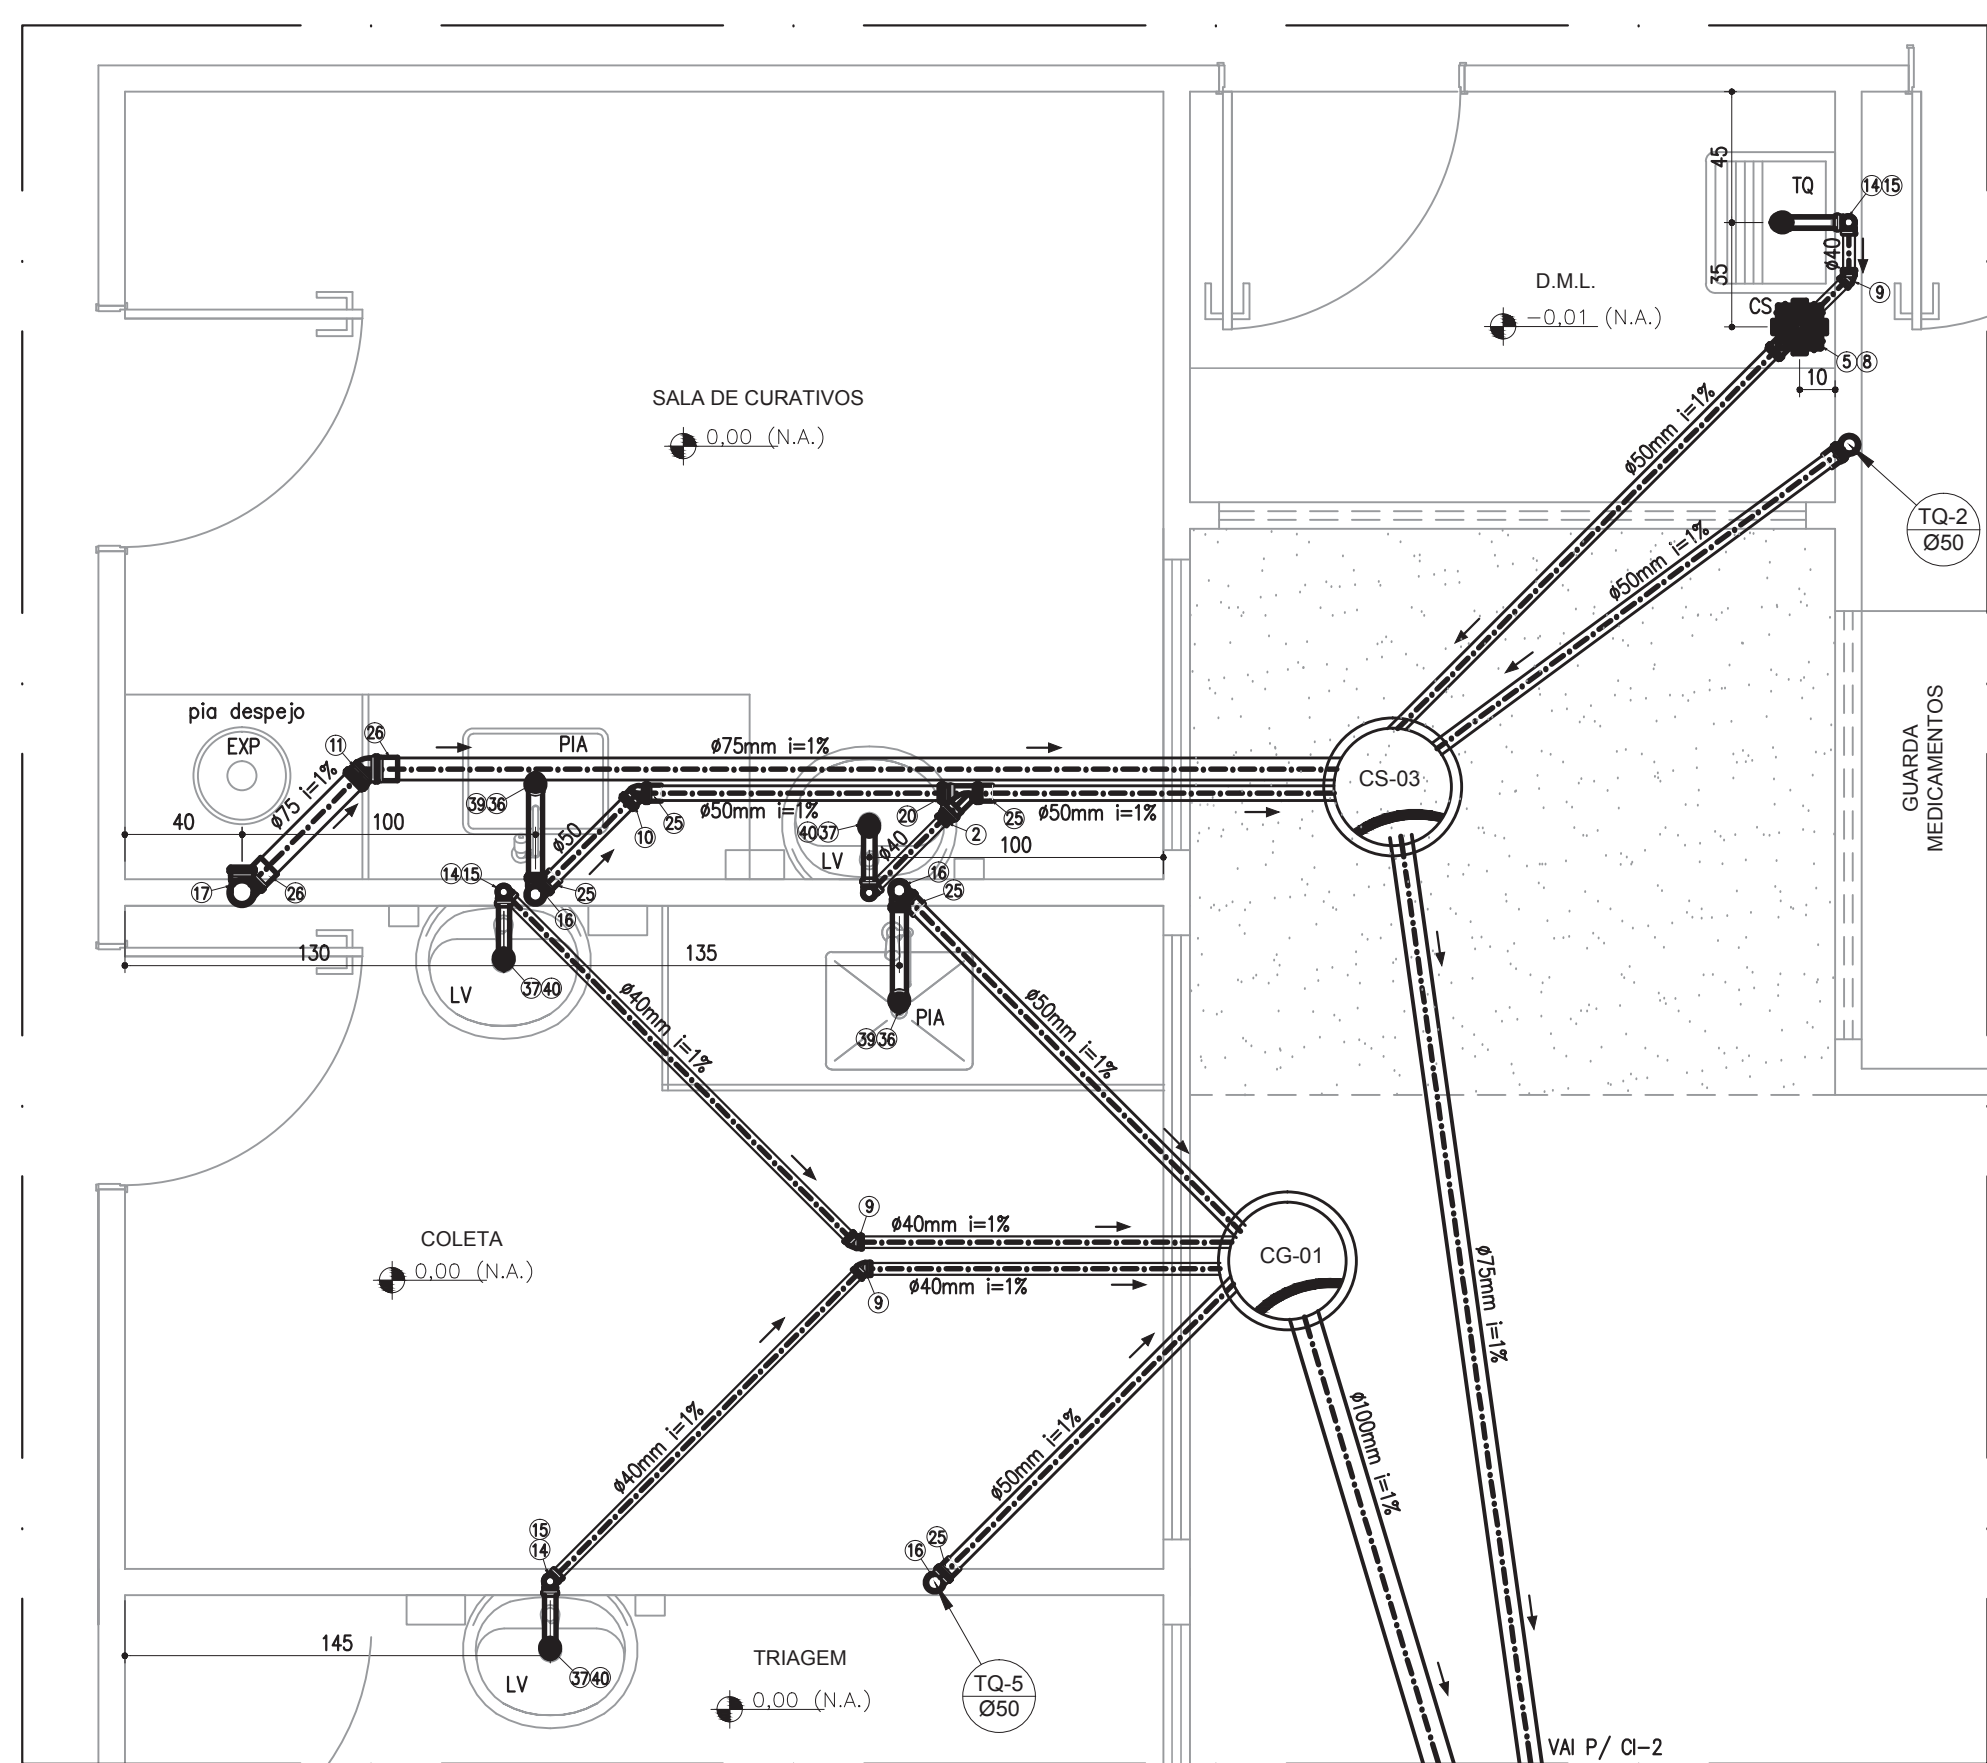 45
TQ
14 15
ø40
35
D.M.L.
9
CS
-0,01 (N.A.)
5 8
10
SALA DE CURATIVOS
0,00 (N.A.)
ø50mm i=1%
TQ-2
Ø50
ø50mm i=1%
GUARDA
MEDICAMENTOS
pia despejo
EXP
11
26
PIA
ø75mm i=1%
ø75 i=1%
CS-03
39 36
ø50mm i=1%
ø50mm i=1%
40
100
ø50
10
25
40 37
20
2
25
LV
ø40
100
14 15
16
25
17
26
25
16
130
135
LV
37 40
ø40mm i=1%
ø50mm i=1%
PIA
39 36
9
ø40mm i=1%
COLETA
0,00 (N.A.)
CG-01
ø40mm i=1%
9
ø75mm i=1%
ø40mm i=1%
ø50mm i=1%
ø100mm i=1%
15
14
16
25
145
LV
37 40
TRIAGEM
0,00 (N.A.)
TQ-5
Ø50
VAI P/ CI-2